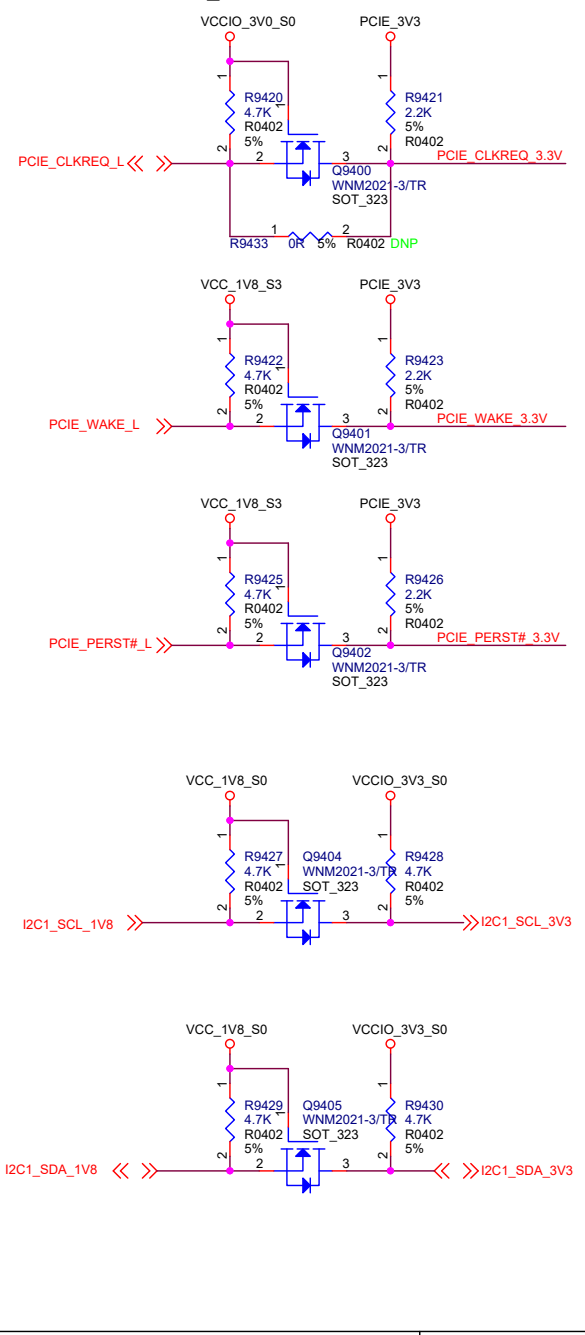 VCCIO_3V0_S0
PCIE_3V3
1
1
R9420
4.7K
R0402
5%
1
R9421
2.2K
5%
R0402
2
2
PCIE_CLKREQ_L
2
3
PCIE_CLKREQ_3.3V
Q9400
WNM2021-3/TR
SOT_323
1
2
R9433
0R
5%
R0402
DNP
VCC_1V8_S3
PCIE_3V3
1
1
R9422
4.7K
R0402
5%
1
R9423
2.2K
5%
R0402
2
2
PCIE_WAKE_L
2
3
PCIE_WAKE_3.3V
Q9401
WNM2021-3/TR
SOT_323
VCC_1V8_S3
PCIE_3V3
1
1
R9425
4.7K
R0402
5%
1
R9426
2.2K
5%
R0402
2
2
PCIE_PERST#_L
2
3
PCIE_PERST#_3.3V
Q9402
WNM2021-3/TR
SOT_323
VCC_1V8_S0
VCCIO_3V3_S0
1
1
R9427
4.7K
R0402
5%
1
Q9404
WNM2021-3/TR
SOT_323
R9428
4.7K
R0402
5%
2
2
I2C1_SCL_1V8
2
3
I2C1_SCL_3V3
VCC_1V8_S0
VCCIO_3V3_S0
1
1
R9429
4.7K
R0402
5%
1
Q9405
WNM2021-3/TR
SOT_323
R9430
4.7K
R0402
5%
2
2
I2C1_SDA_1V8
2
3
I2C1_SDA_3V3